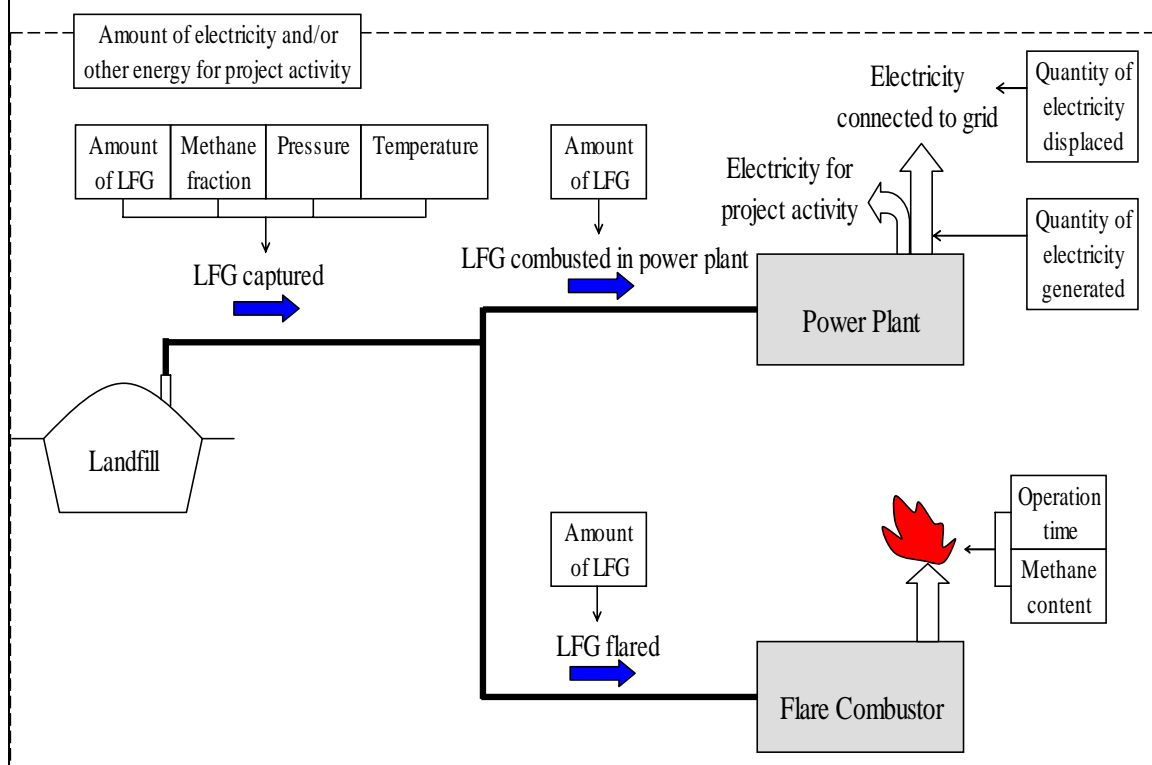 Amount of electricity and/or
other energy for project activity
Electricity
connected to grid
Quantity of
electricity
displaced
Amount
of LFG
Methane
fraction
Pressure
Temperature
Amount
of LFG
Electricity for
project activity
Quantity of
electricity
generated
LFG captured
LFG combusted in power plant
Power Plant
Landfill
Amount
of LFG
Operation
time
Methane
content
LFG flared
Flare Combustor